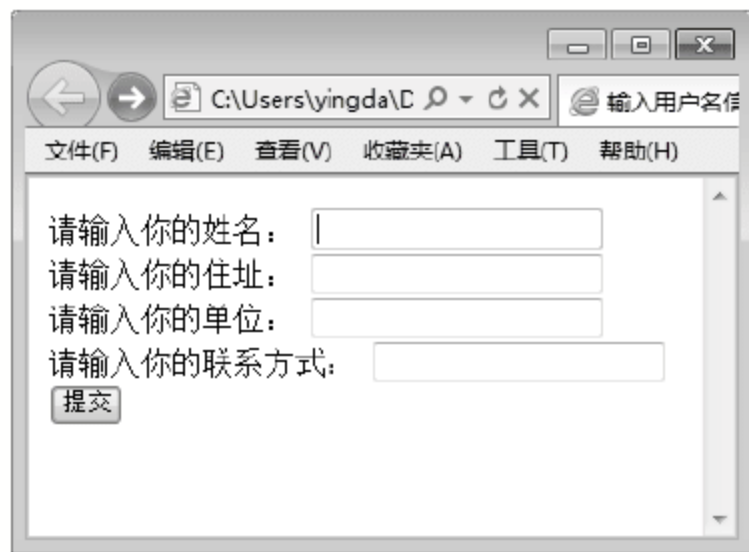 C:\Users\yingda\D
输入用户名信
文件(F) 编辑(E) 查看(V) 收藏夹(A) 工具(T) 帮助(H)
请输入你的姓名：
请输入你的住址：
请输入你的单位：
请输入你的联系方式：
提交